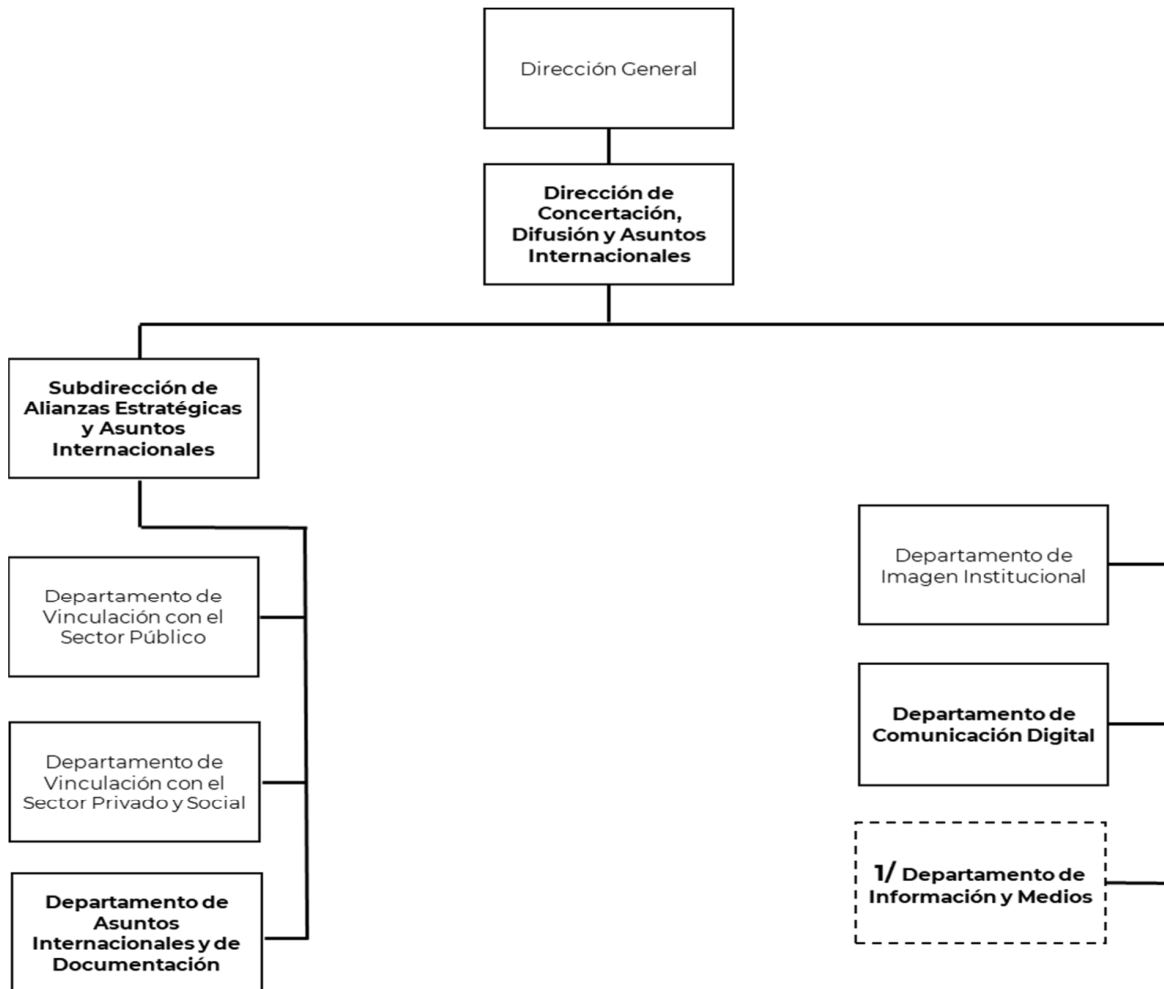 Dirección General
Dirección de
Concertación,
Difusión y Asuntos
Internacionales
Subdirección de
Alianzas Estratégicas
y Asuntos
Internacionales
Departamento de
Vinculación con el
Sector Público
Departamento de
Vinculación con el
Sector Privado y Social
Departamento de
Asuntos
Internacionales y de
Documentación
Departamento de
Imagen Institucional
Departamento de
Comunicación Digital
1/ Departamento de
Información y Medios